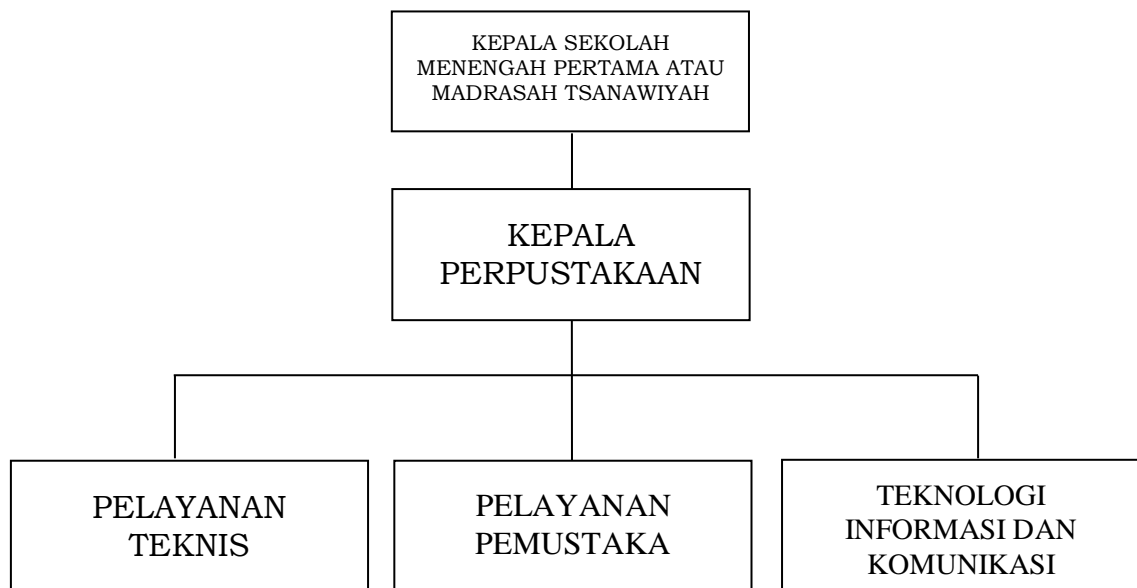 KEPALA SEKOLAH
MENENGAH PERTAMA ATAU
MADRASAH TSANAWIYAH
KEPALA
PERPUSTAKAAN
PELAYANAN
TEKNIS
PELAYANAN
PEMUSTAKA
TEKNOLOGI
INFORMASI DAN
KOMUNIKASI